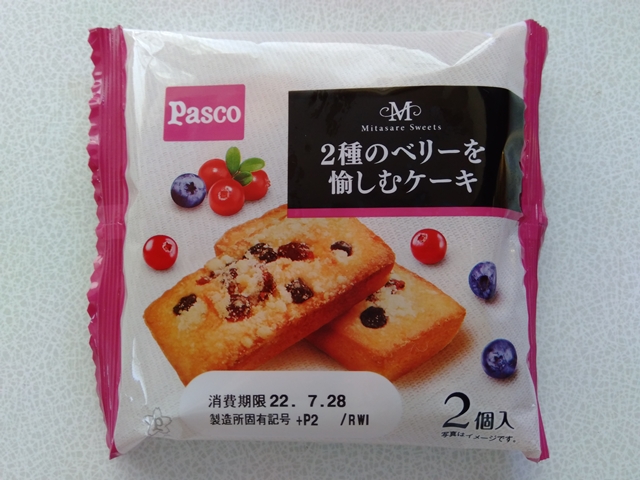 Pasco
M
Mitasare Sweets
2種のベリーを
愉しむケーキ
消費期限 22. 7.28
製造所固有記号 +P2 /RWI
2個入
写真はイメージです。